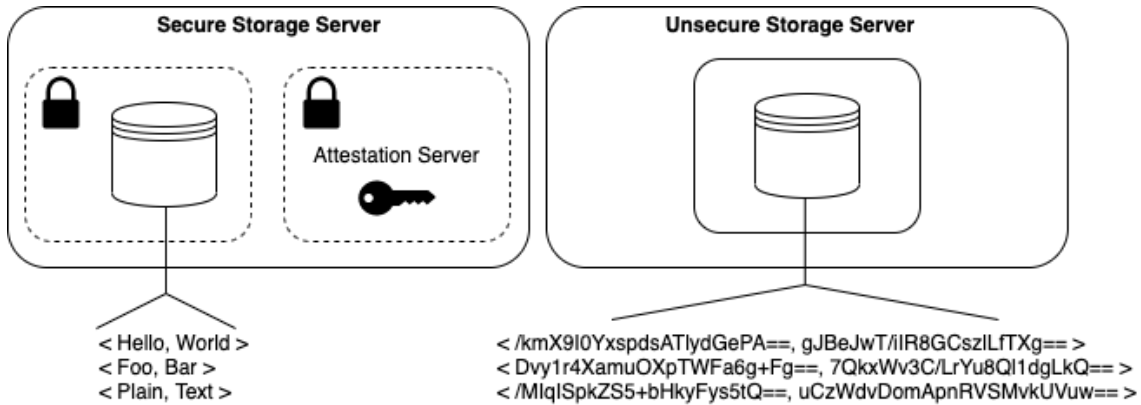 Secure Storage Server
Unsecure Storage Server
Attestation Server
< Hello, World >
< Foo, Bar >
< Plain, Text >
< /kmX9I0YxspdsATlydGePA==, gJBeJwT/iIR8GCszlLfTXg== >
< Dvy1r4XamuOXpTWFa6g+Fg==, 7QkxWv3C/LrYu8Ql1dgLkQ== >
< /MIqISpkZS5+bHkyFys5tQ==, uCzWdvDomApnRVSMvkUVuw== >